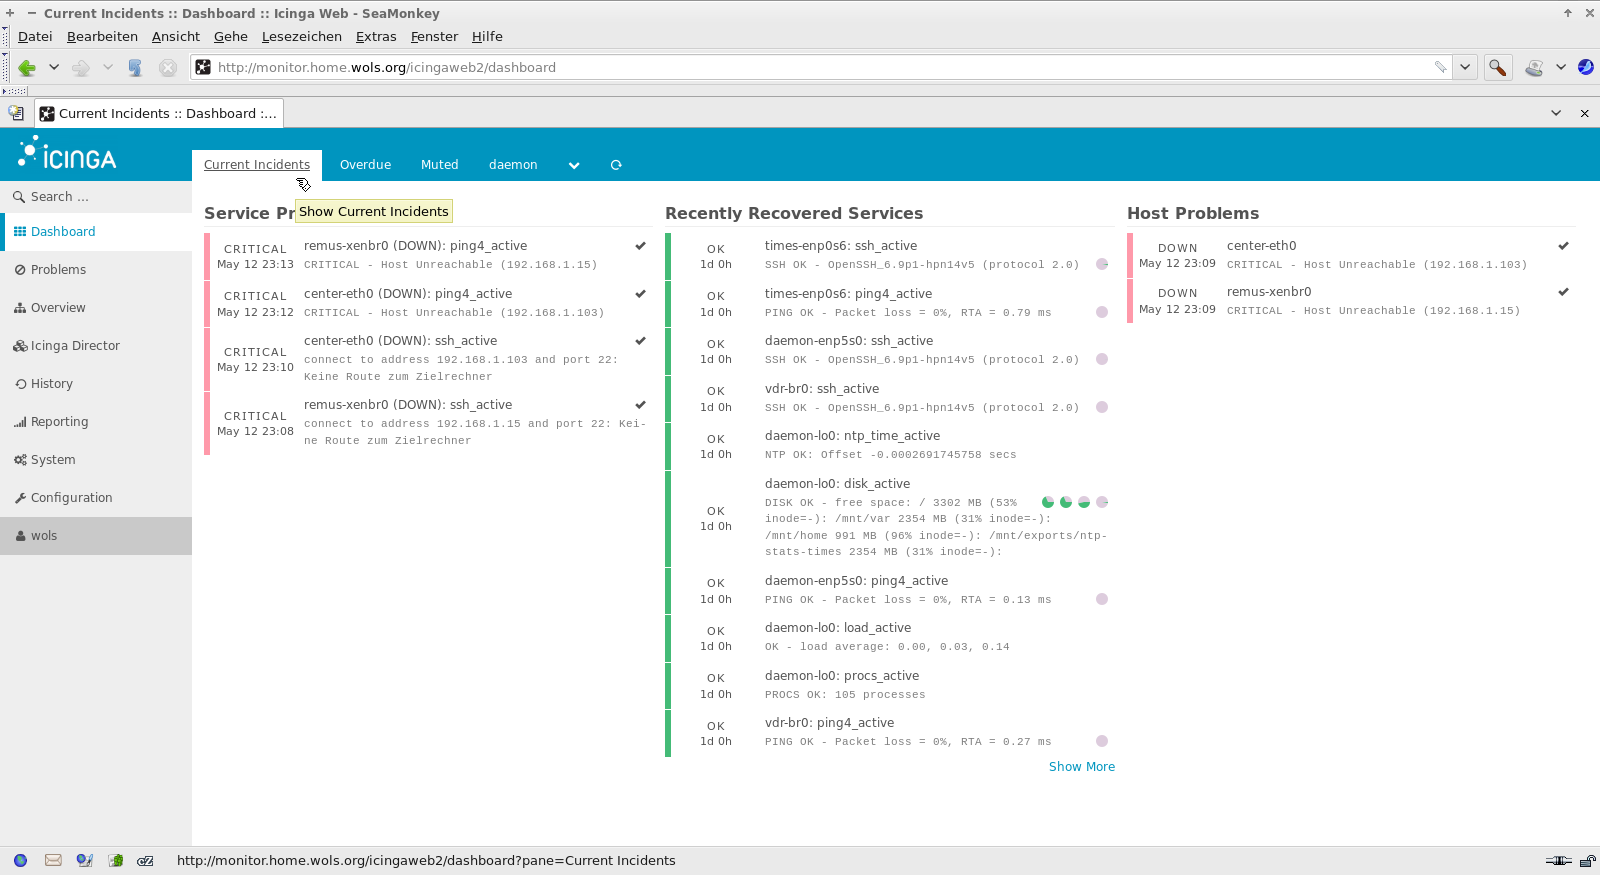 Current Incidents :: Dashboard :: Icinga Web - SeaMonkey
Datei Bearbeiten Ansicht Gehe Lesezeichen Extras Fenster Hilfe
http://monitor.home.wols.org/icingaweb2/dashboard
Current Incidents :: Dashboard :...
ICINGA
Current Incidents Overdue Muted daemon
Search ...
Dashboard
Problems
Overview
Icinga Director
History
Reporting
System
Configuration
wols
Service Pr
Show Current Incidents
CRITICAL remus-xenbr0 (DOWN): ping4_active
May 12 23:13 CRITICAL - Host Unreachable (192.168.1.15)
CRITICAL center-eth0 (DOWN): ping4_active
May 12 23:12 CRITICAL - Host Unreachable (192.168.1.103)
center-eth0 (DOWN): ssh_active
CRITICAL connect to address 192.168.1.103 and port 22:
May 12 23:10 Keine Route zum Zielrechner
remus-xenbr0 (DOWN): ssh_active
CRITICAL connect to address 192.168.1.15 and port 22: Kei-
May 12 23:08 ne Route zum Zielrechner
Recently Recovered Services
OK times-enp0s6: ssh_active
1d 0h SSH OK - OpenSSH_6.9p1-hpn14v5 (protocol 2.0)
OK times-enp0s6: ping4_active
1d 0h PING OK - Packet loss = 0%, RTA = 0.79 ms
OK daemon-enp5s0: ssh_active
1d 0h SSH OK - OpenSSH_6.9p1-hpn14v5 (protocol 2.0)
OK vdr-br0: ssh_active
1d 0h SSH OK - OpenSSH_6.9p1-hpn14v5 (protocol 2.0)
OK daemon-lo0: ntp_time_active
1d 0h NTP OK: Offset -0.0002691745758 secs
daemon-lo0: disk_active
DISK OK - free space: / 3302 MB (53%
OK inode=-): /mnt/var 2354 MB (31% inode=-):
1d 0h /mnt/home 991 MB (96% inode=-): /mnt/exports/ntp-
stats-times 2354 MB (31% inode=-):
OK daemon-enp5s0: ping4_active
1d 0h PING OK - Packet loss = 0%, RTA = 0.13 ms
OK daemon-lo0: load_active
1d 0h OK - load average: 0.00, 0.03, 0.14
OK daemon-lo0: procs_active
1d 0h PROCS OK: 105 processes
OK vdr-br0: ping4_active
1d 0h PING OK - Packet loss = 0%, RTA = 0.27 ms
Show More
Host Problems
DOWN center-eth0
May 12 23:09 CRITICAL - Host Unreachable (192.168.1.103)
DOWN remus-xenbr0
May 12 23:09 CRITICAL - Host Unreachable (192.168.1.15)
cZ http://monitor.home.wols.org/icingaweb2/dashboard?pane=Current Incidents